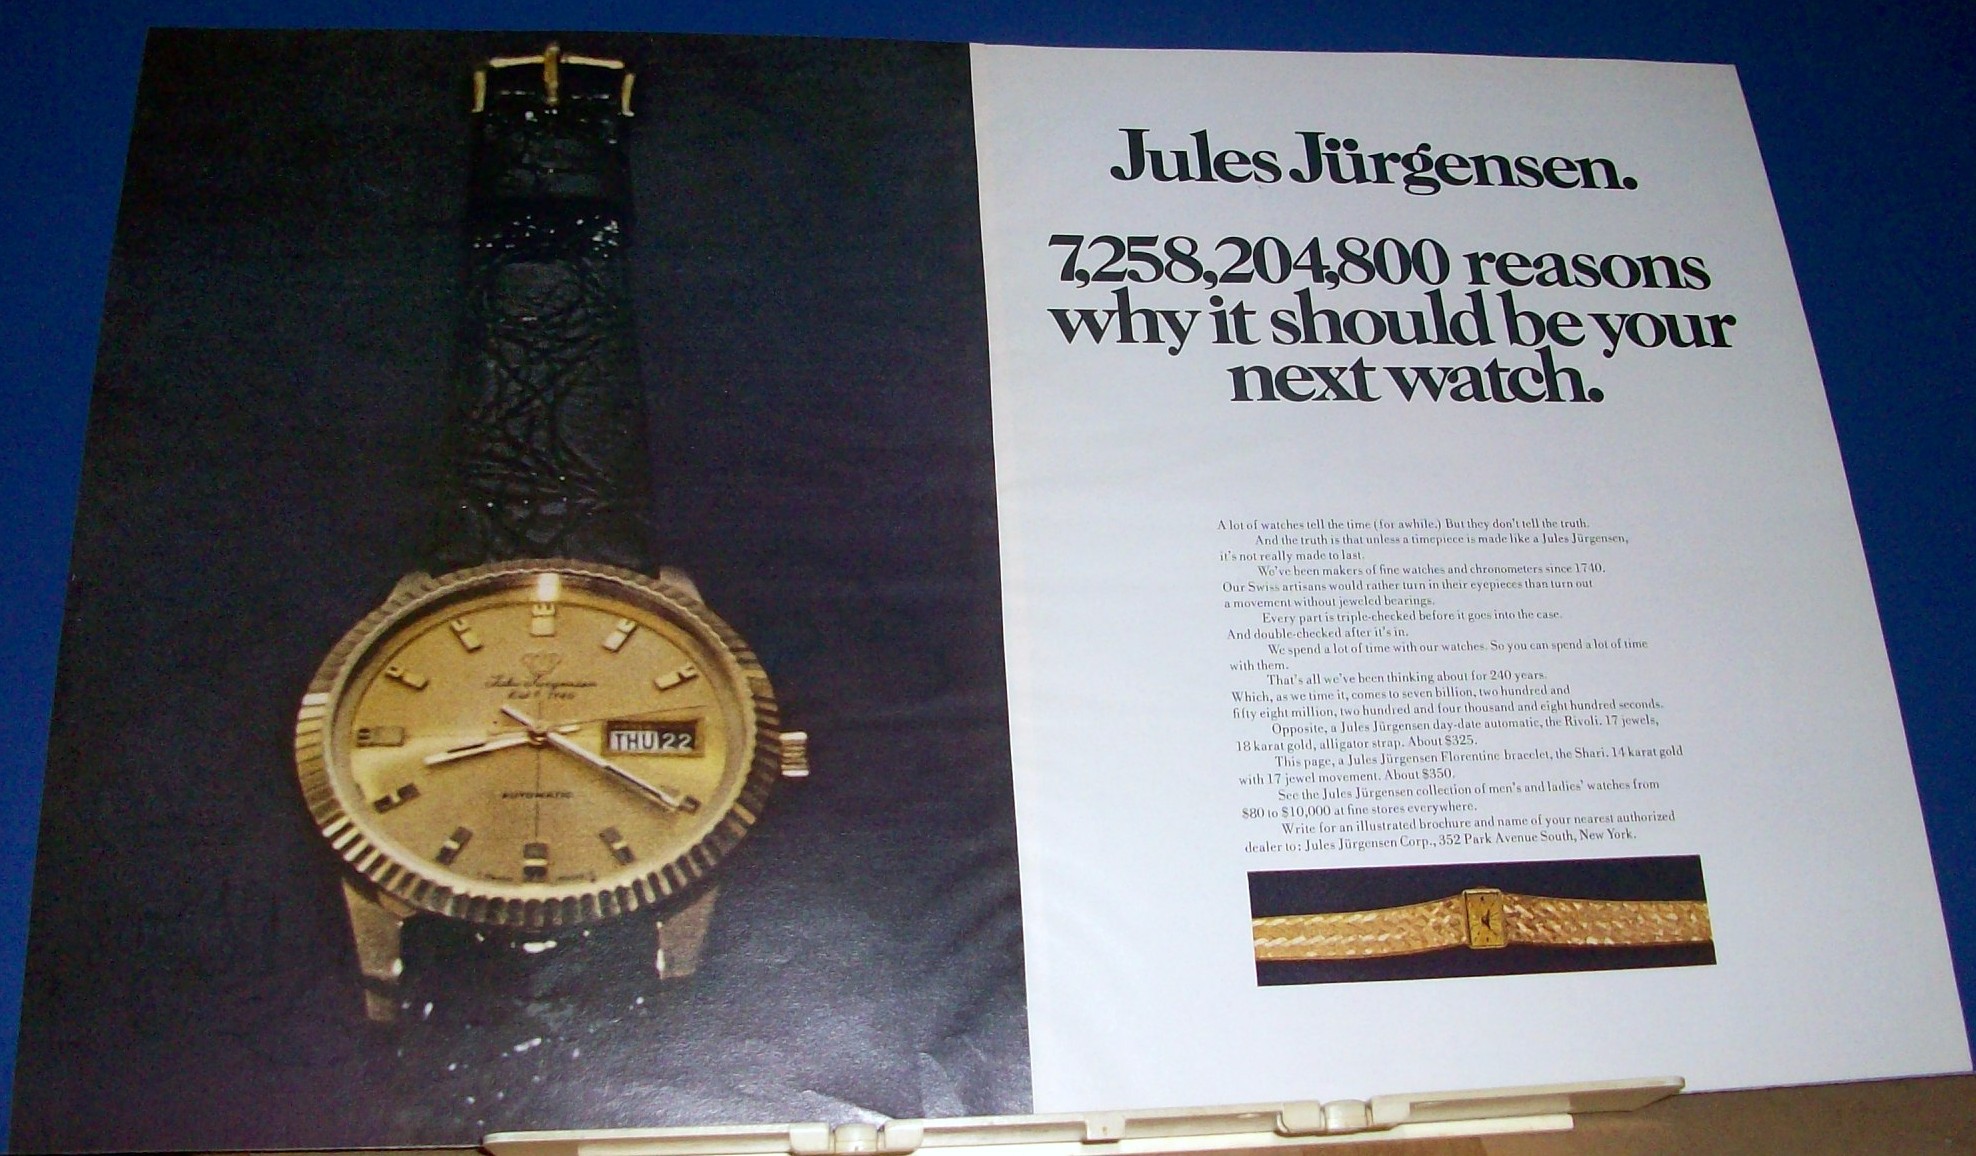 Jules Jürgensen
Est'd 1740
THU 22
AUTOMATIC
Jules Jürgensen.
7,258,204,800 reasons
why it should be your
next watch.
A lot of watches tell the time (for awhile.) But they don't tell the truth.
And the truth is that unless a timepiece is made like a Jules Jürgensen,
it's not really made to last.
We've been makers of fine watches and chronometers since 1740.
Our Swiss artisans would rather turn in their eyepieces than turn out
a movement without jeweled bearings.
Every part is triple-checked before it goes into the case.
And double-checked after it's in.
We spend a lot of time with our watches. So you can spend a lot of time
with them.
That's all we've been thinking about for 240 years.
Which, as we time it, comes to seven billion, two hundred and
fifty eight million, two hundred and four thousand and eight hundred seconds.
Opposite, a Jules Jürgensen day-date automatic, the Rivoli. 17 jewels,
18 karat gold, alligator strap. About $325.
This page, a Jules Jürgensen Florentine bracelet, the Shari. 14 karat gold
with 17 jewel movement. About $350.
See the Jules Jürgensen collection of men's and ladies' watches from
$80 to $10,000 at fine stores everywhere.
Write for an illustrated brochure and name of your nearest authorized
dealer to: Jules Jürgensen Corp., 352 Park Avenue South, New York.